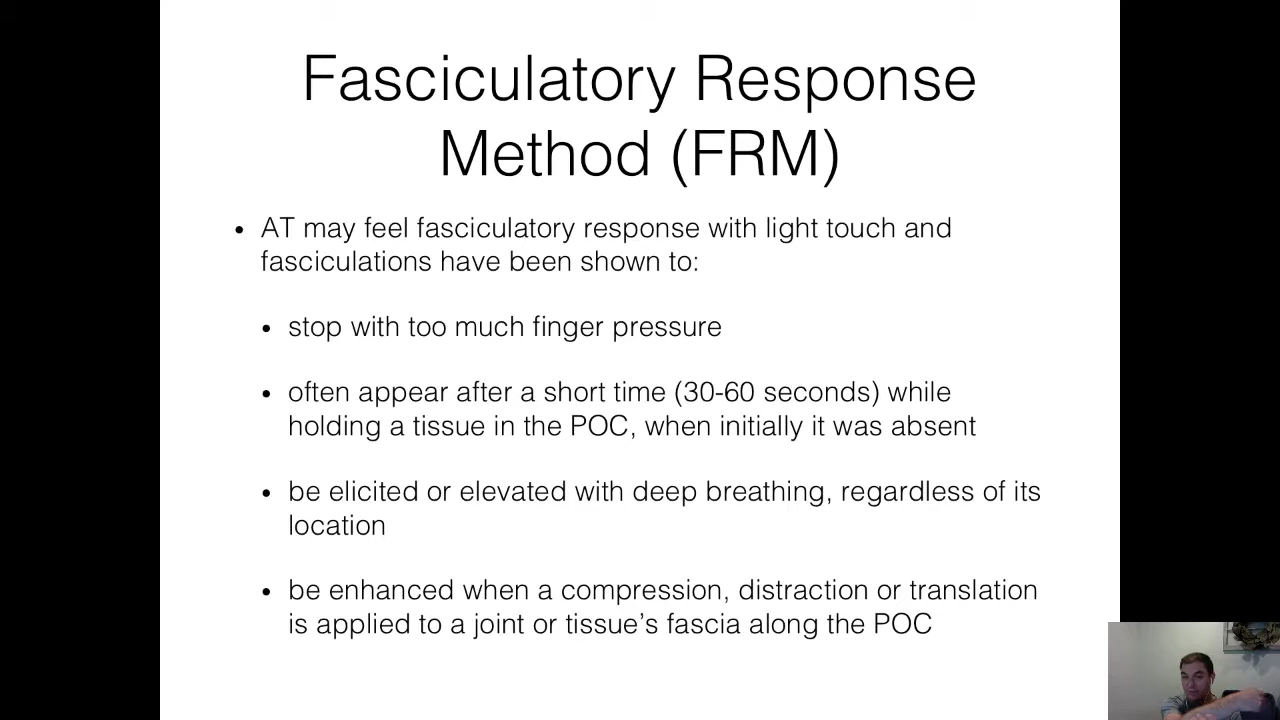 Fasciculatory Response
Method (FRM)
• AT may feel fasciculatory response with light touch and
fasciculations have been shown to:
• stop with too much finger pressure
• often appear after a short time (30-60 seconds) while
holding a tissue in the POC, when initially it was absent
• be elicited or elevated with deep breathing, regardless of its
location
• be enhanced when a compression, distraction or translation
is applied to a joint or tissue’s fascia along the POC